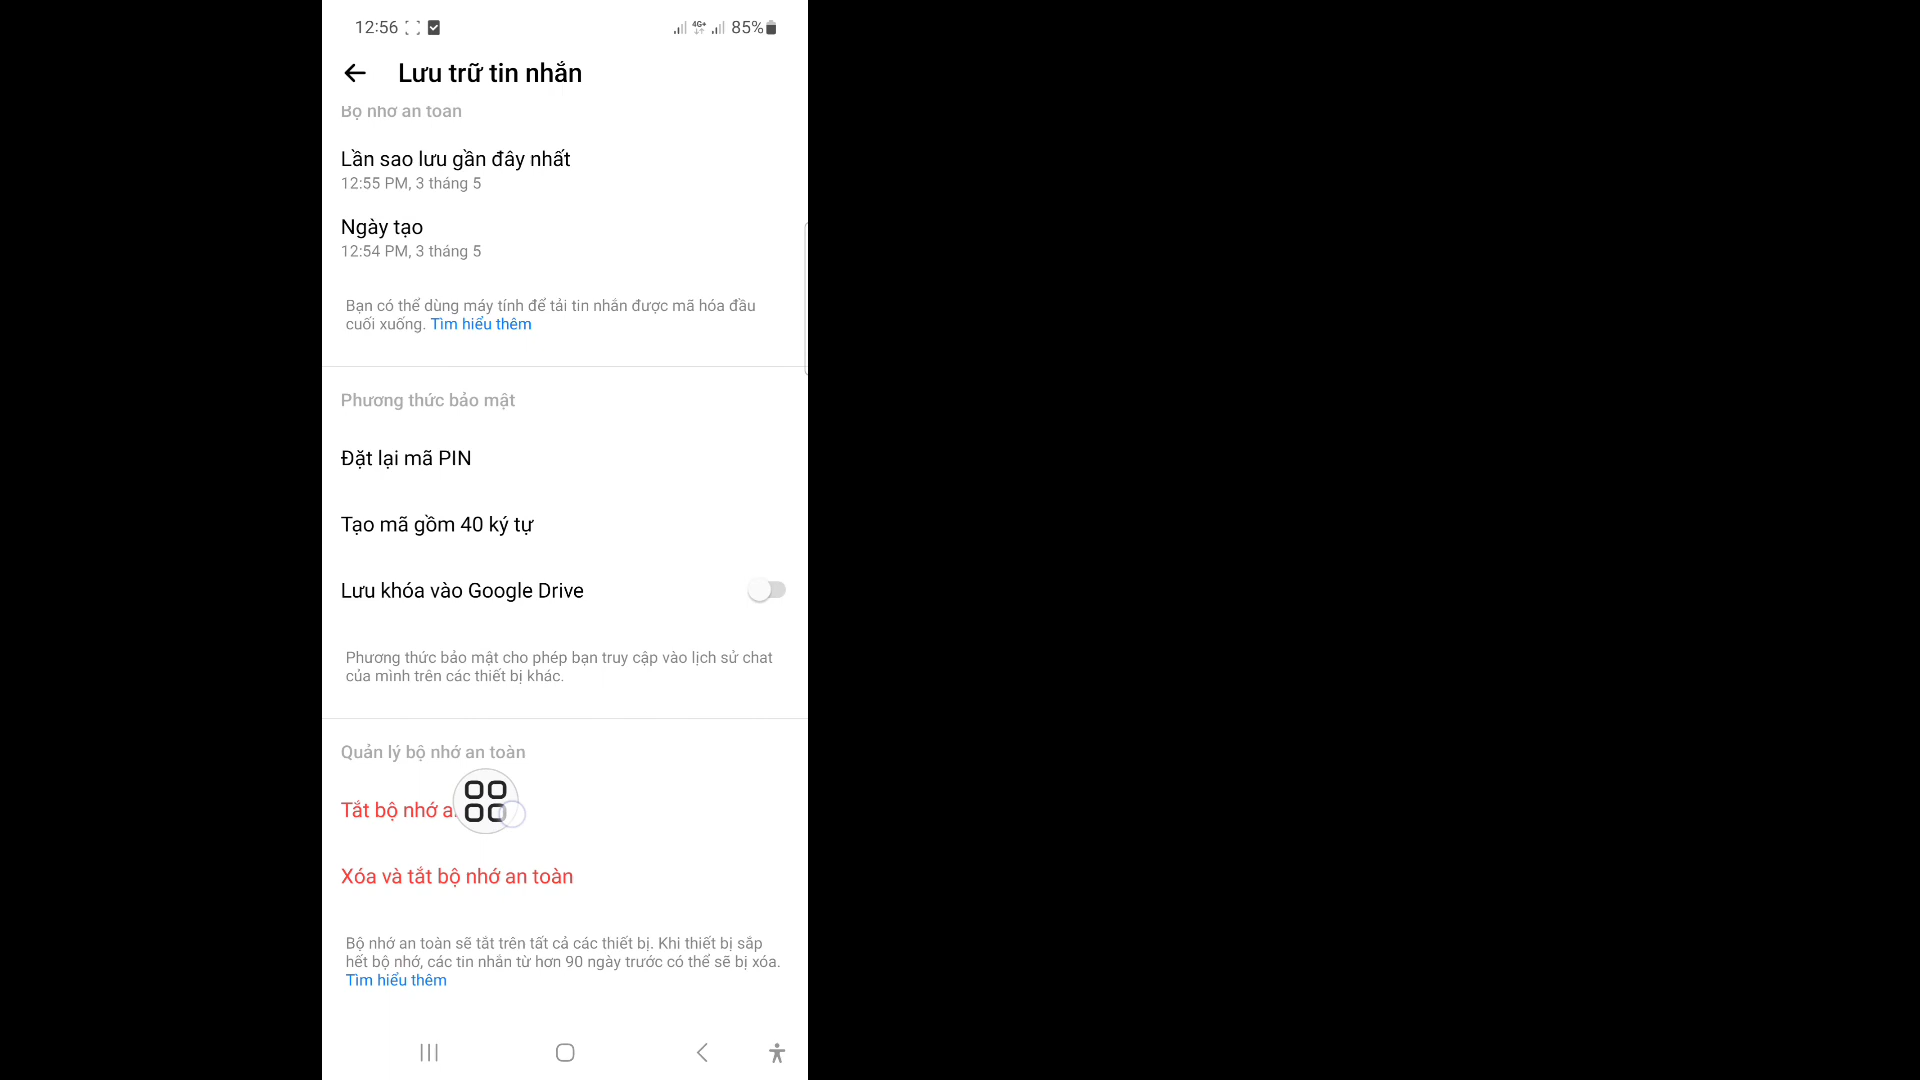 12:56
4G+
85%
Lưu trữ tin nhắn
Bộ nhớ an toàn
Lần sao lưu gần đây nhất
12:55 PM, 3 tháng 5
Ngày tạo
12:54 PM, 3 tháng 5
Bạn có thể dùng máy tính để tải tin nhắn được mã hóa đầu
cuối xuống. Tìm hiểu thêm
Phương thức bảo mật
Đặt lại mã PIN
Tạo mã gồm 40 ký tự
Lưu khóa vào Google Drive
Phương thức bảo mật cho phép bạn truy cập vào lịch sử chat
của mình trên các thiết bị khác.
Quản lý bộ nhớ an toàn
Tắt bộ nhớ a
Xóa và tắt bộ nhớ an toàn
Bộ nhớ an toàn sẽ tắt trên tất cả các thiết bị. Khi thiết bị sắp
hết bộ nhớ, các tin nhắn từ hơn 90 ngày trước có thể sẽ bị xóa.
Tìm hiểu thêm